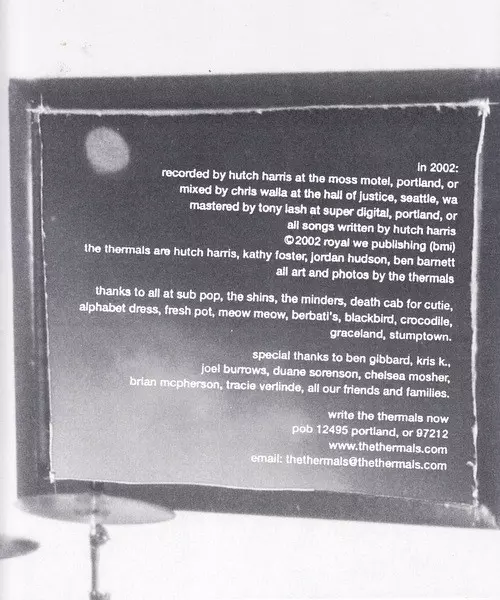 in 2002:
recorded by hutch harris at the moss motel, portland, or
mixed by chris walla at the hall of justice, seattle, wa
mastered by tony lash at super digital, portland, or
all songs written by hutch harris
©2002 royal we publishing (bmi)
the thermals are hutch harris, kathy foster, jordan hudson, ben barnett
all art and photos by the thermals
thanks to all at sub pop, the shins, the minders, death cab for cutie,
alphabet dress, fresh pot, meow meow, berbati's, blackbird, crocodile,
graceland, stumptown.
special thanks to ben gibbard, kris k.,
joel burrows, duane sorenson, chelsea mosher,
brian mcpherson, tracie verlinde, all our friends and families.
write the thermals now
pob 12495 portland, or 97212
www.thethermals.com
email: thethermals@thethermals.com